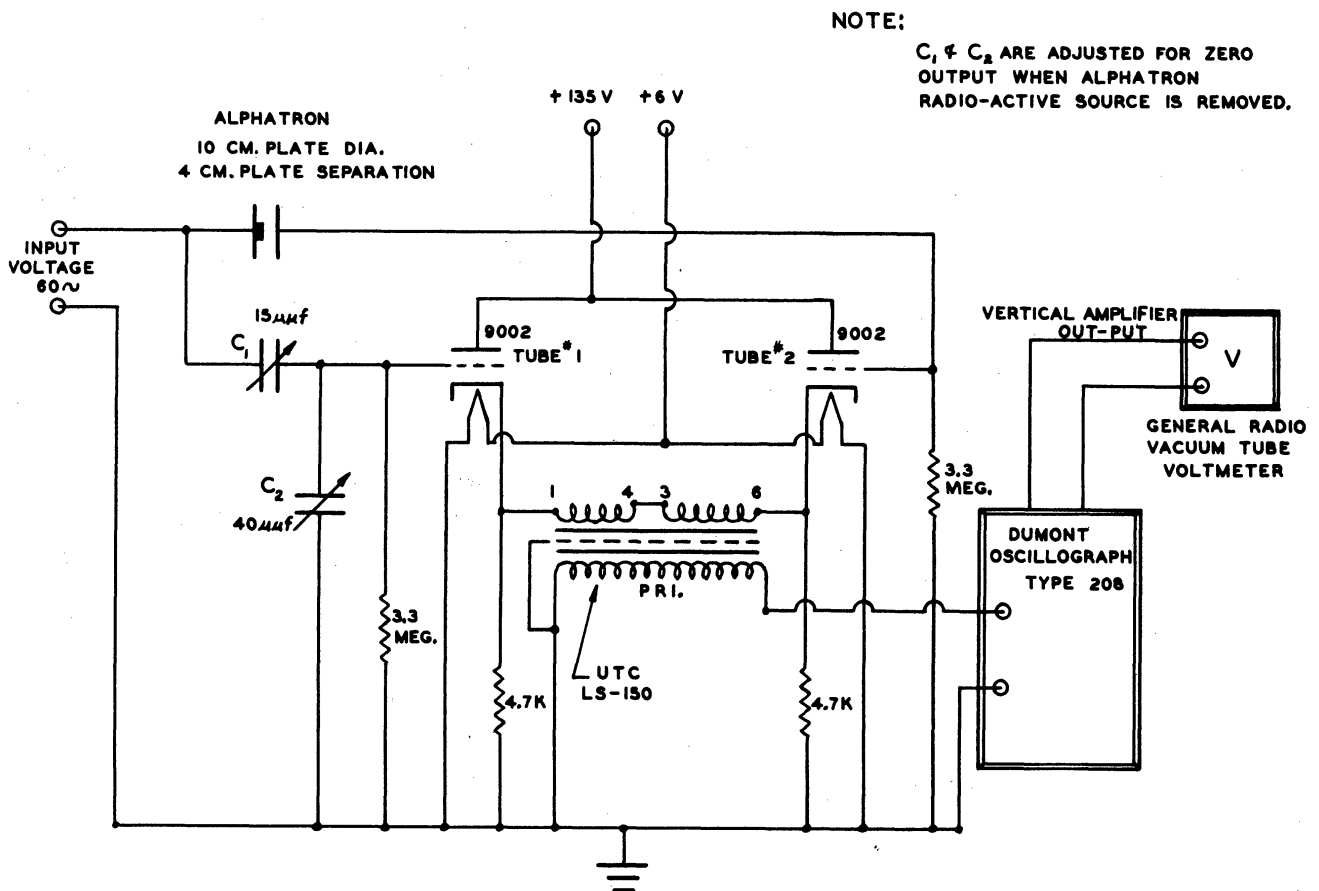 NOTE:
C₁ & C₂ ARE ADJUSTED FOR ZERO
OUTPUT WHEN ALPHATRON
RADIO-ACTIVE SOURCE IS REMOVED.
+135V
+6 V
ALPHATRON
10 CM. PLATE DIA.
4 CM. PLATE SEPARATION
INPUT
VOLTAGE
60~
15μμf
C₁
9002
TUBE #1
9002
TUBE #2
VERTICAL AMPLIFIER
OUT-PUT
V
GENERAL RADIO
VACUUM TUBE
VOLTMETER
C₂
40μμf
1
4
3
6
3.3
MEG.
PRI.
DUMONT
OSCILLOGRAPH
TYPE 208
3.3
MEG.
UTC
LS-150
4.7K
4.7K